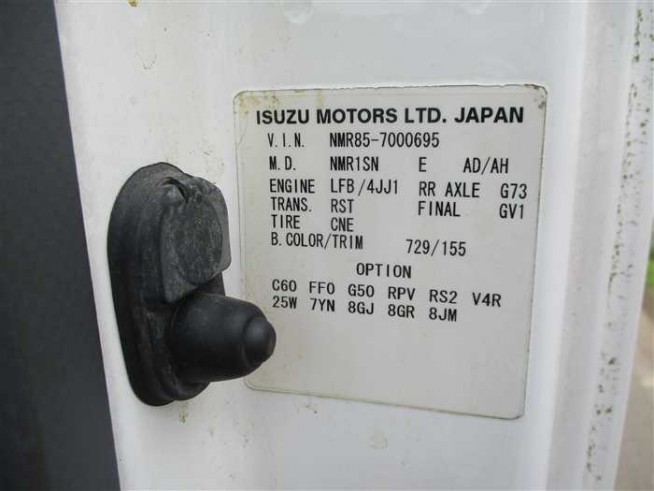 ISUZU MOTORS LTD. JAPAN
V.I.N. NMR85-7000695
M.D. NMR1SN E AD/AH
ENGINE LFB/4JJ1 RR AXLE G73
TRANS. RST FINAL GV1
TIRE CNE
B.COLOR/TRIM 729/155
OPTION
C60 FF0 G50 RPV RS2 V4R
25W 7YN 8GJ 8GR 8JM